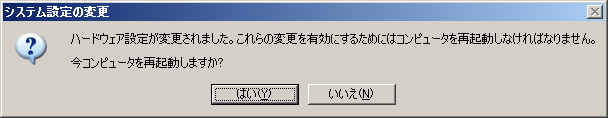 システム設定の変更
ハードウェア設定が変更されました。これらの変更を有効にするためにはコンピュータを再起動しなければなりません。
今コンピュータを再起動しますか?
はい(Y) いいえ(N)